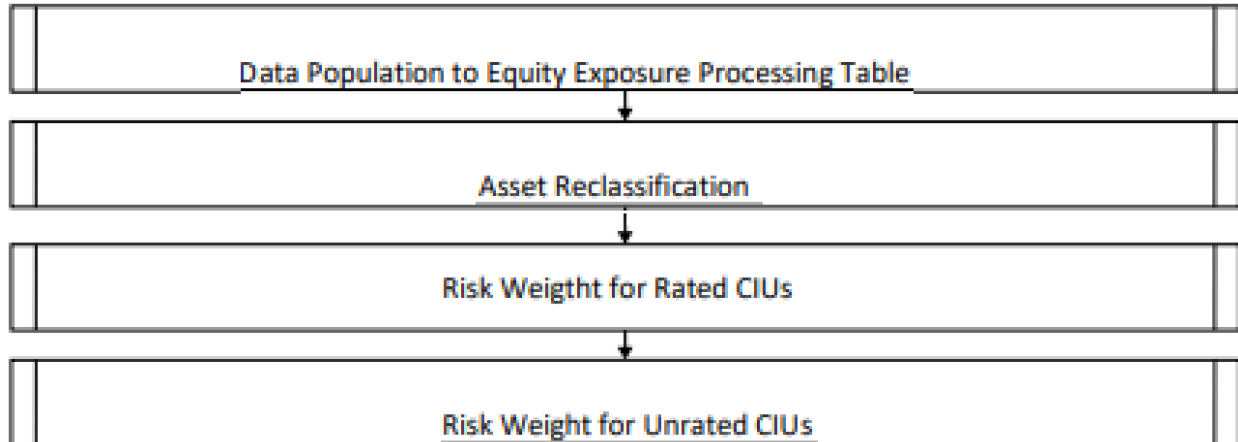 Data Population to Equity Exposure Processing Table
Asset Reclassification
Risk Weigtht for Rated CIUs
Risk Weight for Unrated CIUs